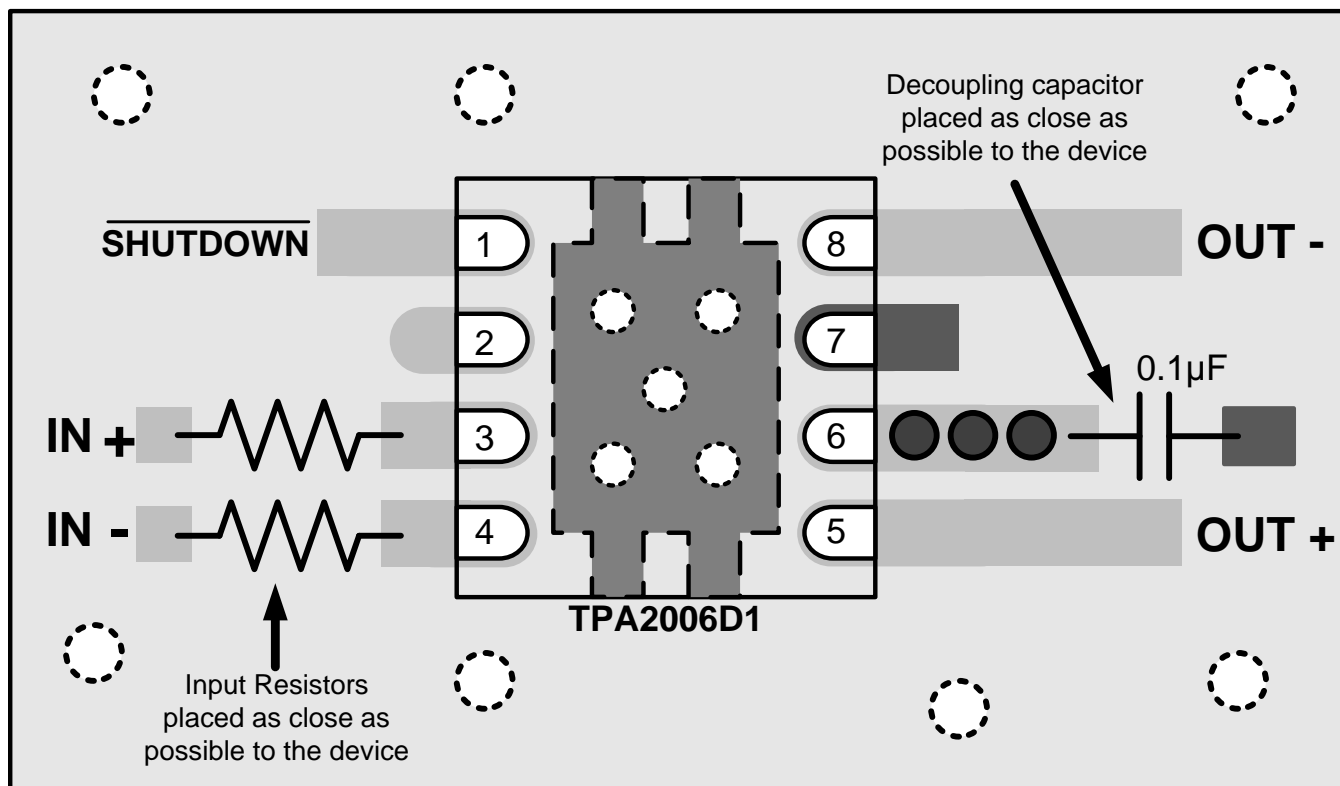 Decoupling capacitor
placed as close as
possible to the device
SHUTDOWN
1
8
OUT -
2
7
0.1µF
IN +
3
6
IN -
4
5
OUT +
TPA2006D1
Input Resistors
placed as close as
possible to the device